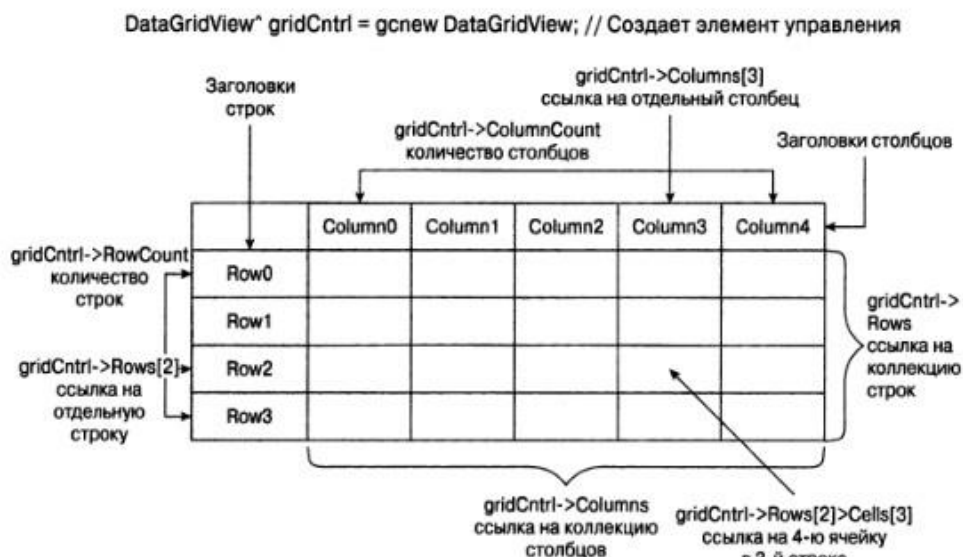 DataGridView^ gridCntrl = gcnew DataGridView; // Создает элемент управления
Заголовки
строк
gridCntrl->Columns[3]
ссылка на отдельный столбец
gridCntrl->ColumnCount
количество столбцов
Заголовки столбцов
Column0 Column1 Column2 Column3 Column4
gridCntrl->RowCount
количество
строк
Row0
Row1
gridCntrl->Rows[2]
ссылка на
отдельную
строку
Row2
Row3
gridCntrl->
Rows
ссылка на
коллекцию
строк
gridCntrl->Columns
ссылка на коллекцию
столбцов
gridCntrl->Rows[2]>Cells[3]
ссылка на 4-ю ячейку
в 3-й строке